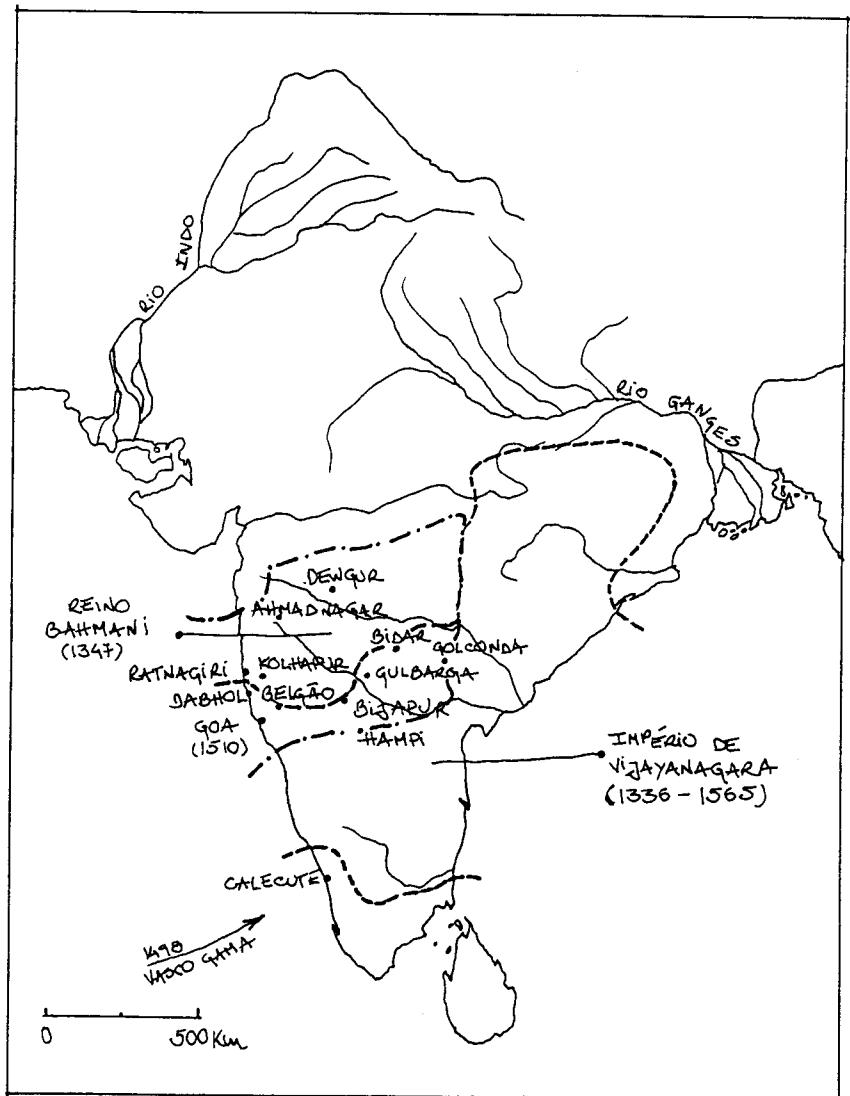 RIO INDO
RIO GANGES
DEWGUR
AHMADNAGAR
REINO
BAHMANI
(1347)
BIDAR
GOLCONDA
RATNAGIRI
KOLHAPUR
GULBARGA
DABHOL
BELGÃO
BIJAPUR
GOA
(1510)
HAMPI
IMPÉRIO DE
VIJAYANAGARA
(1336 - 1565)
CALECUTE
1498
VASCO GAMA
0
500 Km